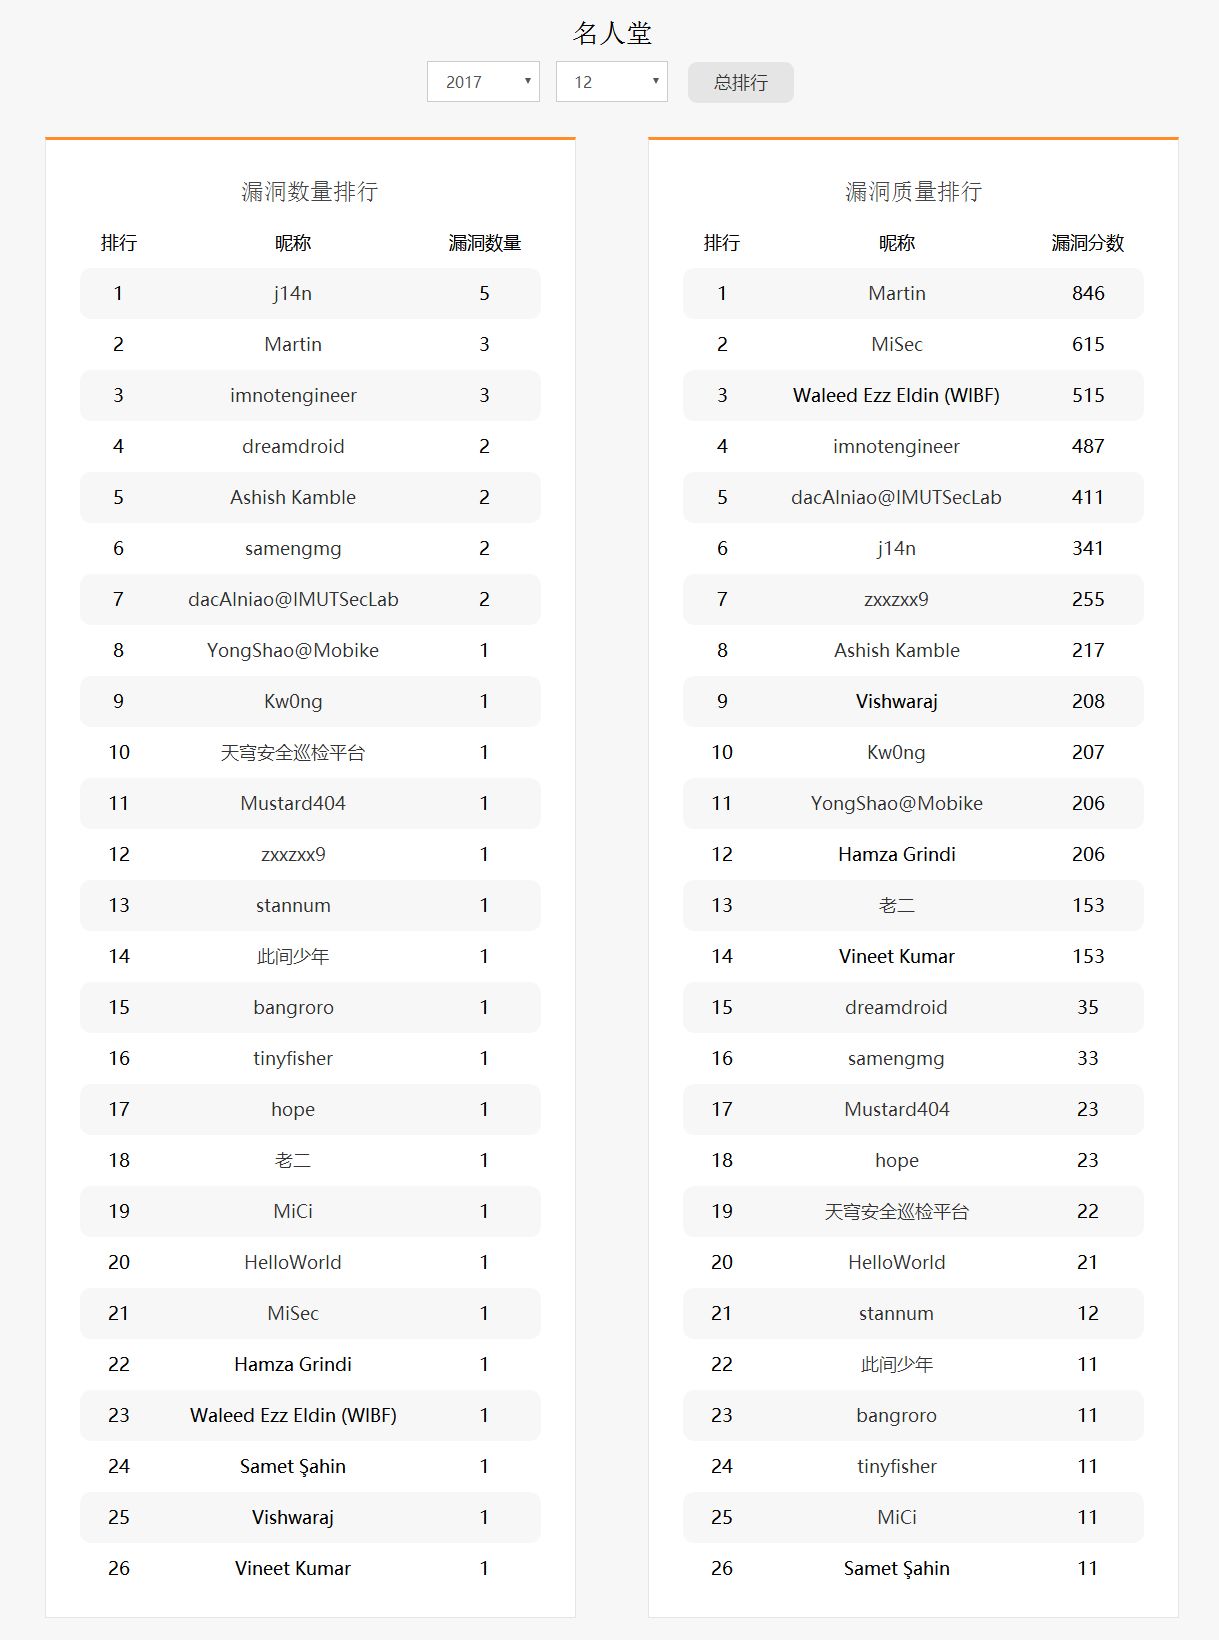 名人堂
2017 12 总排行
漏洞数量排行
排行 昵称 漏洞数量
1 j14n 5
2 Martin 3
3 imnotengineer 3
4 dreamdroid 2
5 Ashish Kamble 2
6 samengmg 2
7 dacAlniao@IMUTSecLab 2
8 YongShao@Mobike 1
9 Kw0ng 1
10 天穹安全巡检平台 1
11 Mustard404 1
12 zxxzxx9 1
13 stannum 1
14 此间少年 1
15 bangroro 1
16 tinyfisher 1
17 hope 1
18 老二 1
19 MiCi 1
20 HelloWorld 1
21 MiSec 1
22 Hamza Grindi 1
23 Waleed Ezz Eldin (WIBF) 1
24 Samet Şahin 1
25 Vishwaraj 1
26 Vineet Kumar 1
漏洞质量排行
排行 昵称 漏洞分数
1 Martin 846
2 MiSec 615
3 Waleed Ezz Eldin (WIBF) 515
4 imnotengineer 487
5 dacAlniao@IMUTSecLab 411
6 j14n 341
7 zxxzxx9 255
8 Ashish Kamble 217
9 Vishwaraj 208
10 Kw0ng 207
11 YongShao@Mobike 206
12 Hamza Grindi 206
13 老二 153
14 Vineet Kumar 153
15 dreamdroid 35
16 samengmg 33
17 Mustard404 23
18 hope 23
19 天穹安全巡检平台 22
20 HelloWorld 21
21 stannum 12
22 此间少年 11
23 bangroro 11
24 tinyfisher 11
25 MiCi 11
26 Samet Şahin 11